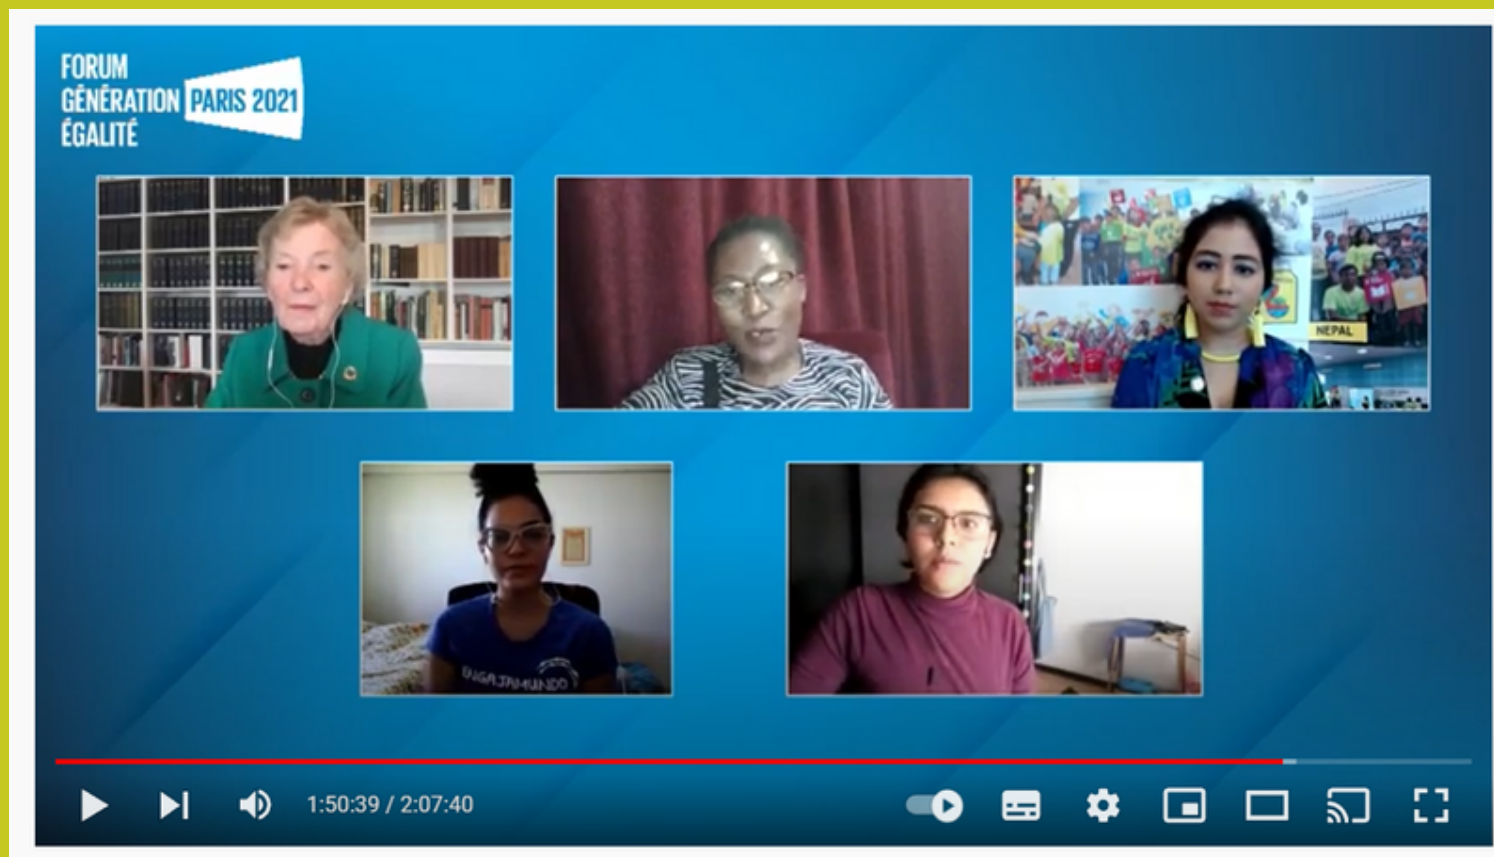 FORUM
GÉNÉRATION PARIS 2021
ÉGALITÉ
NEPAL
ENGAJAMUNDO
1:50:39 / 2:07:40